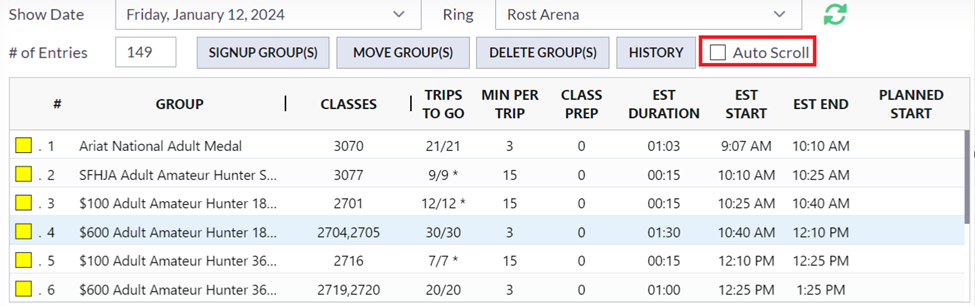 Show Date Friday, January 12, 2024 Ring Rost Arena
# of Entries 149 SIGNUP GROUP(S) MOVE GROUP(S) DELETE GROUP(S) HISTORY Auto Scroll
# GROUP CLASSES TRIPS TO GO MIN PER TRIP CLASS PREP EST DURATION EST START EST END PLANNED START
. 1 Ariat National Adult Medal 3070 21/21 3 0 01:03 9:07 AM 10:10 AM
. 2 SFHJA Adult Amateur Hunter S... 3077 9/9 * 15 0 00:15 10:10 AM 10:25 AM
. 3 $100 Adult Amateur Hunter 18... 2701 12/12 * 15 0 00:15 10:25 AM 10:40 AM
. 4 $600 Adult Amateur Hunter 18... 2704,2705 30/30 3 0 01:30 10:40 AM 12:10 PM
. 5 $100 Adult Amateur Hunter 36... 2716 7/7 * 15 0 00:15 12:10 PM 12:25 PM
. 6 $600 Adult Amateur Hunter 36... 2719,2720 20/20 3 0 01:00 12:25 PM 1:25 PM